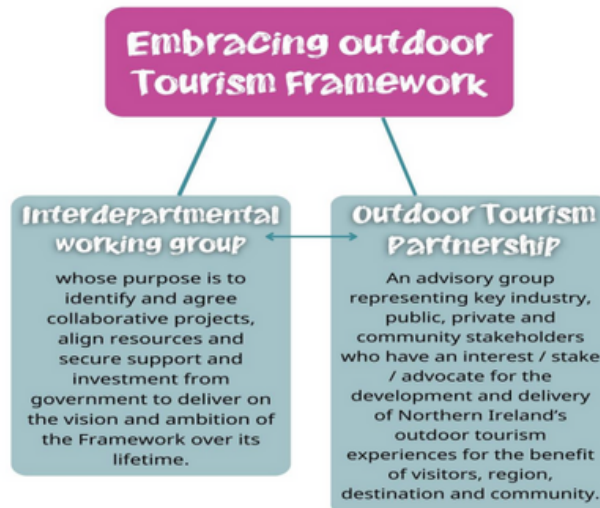 Embracing outdoor
Tourism Framework
Interdepartmental
working group
whose purpose is to
identify and agree
collaborative projects,
align resources and
secure support and
investment from
government to deliver on
the vision and ambition of
the Framework over its
lifetime.
Outdoor Tourism
Partnership
An advisory group
representing key industry,
public, private and
community stakeholders
who have an interest / stake
/ advocate for the
development and delivery
of Northern Ireland's
outdoor tourism
experiences for the benefit
of visitors, region,
destination and community.